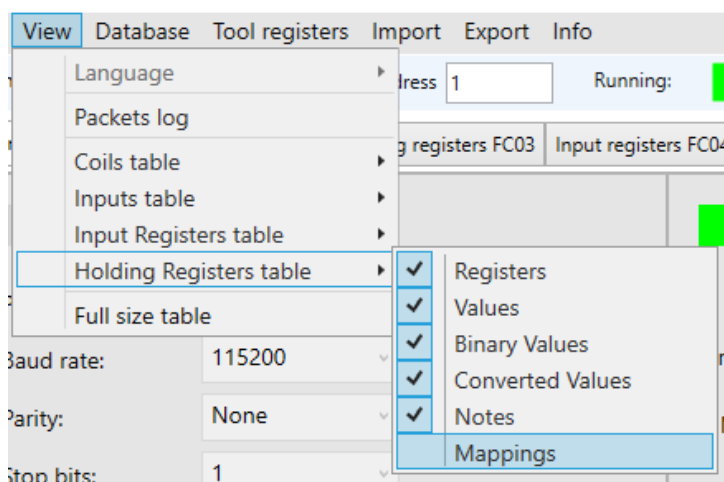 View Database Tool registers Import Export Info
Language
dress 1 Running:
Packets log
registers FC03 Input registers FC04
Coils table
Inputs table
Input Registers table
Holding Registers table
Registers
Full size table
Values
Binary Values
Baud rate: 115200
Converted Values
Parity: None
Notes
Mappings
Stop bits: 1